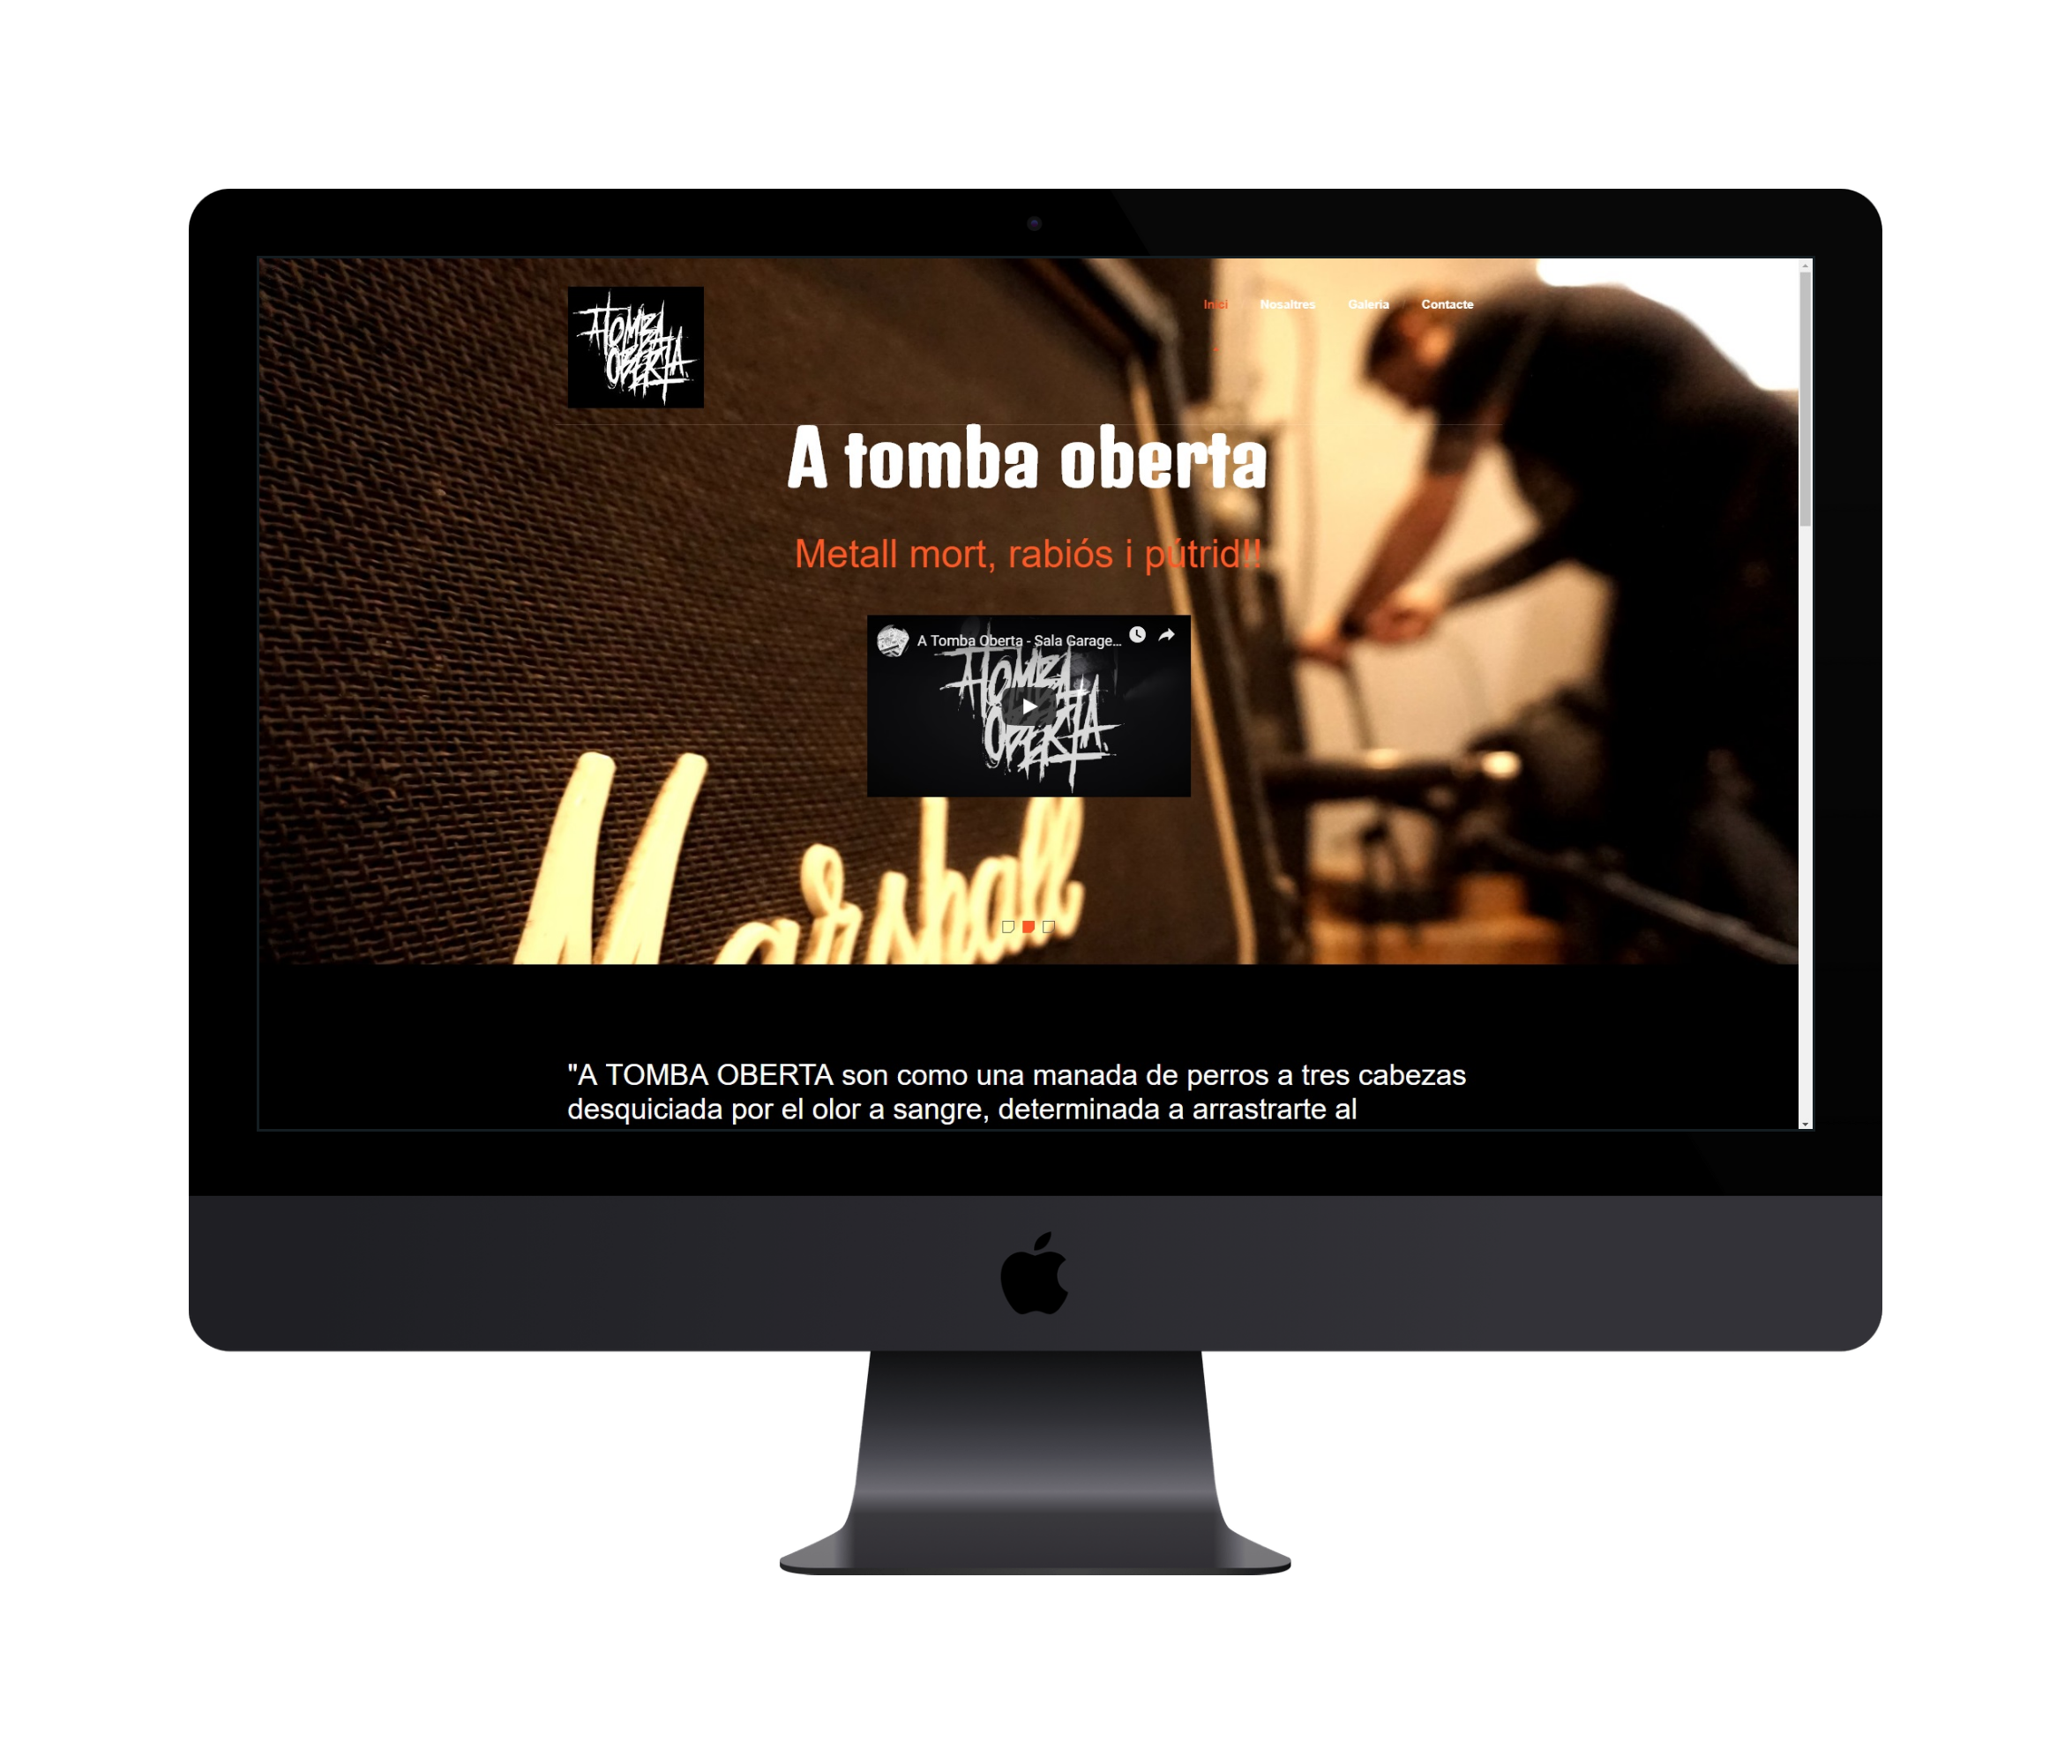 A TOMBA
OBERTA
Inici Nosaltres Galeria Contacte
A tomba oberta
Metall mort, rabiós i pútrid!!
A Tomba Oberta - Sala Garage...
A TOMBA
OBERTA
Marshall
"A TOMBA OBERTA son como una manada de perros a tres cabezas
desquiciada por el olor a sangre, determinada a arrastrarte al